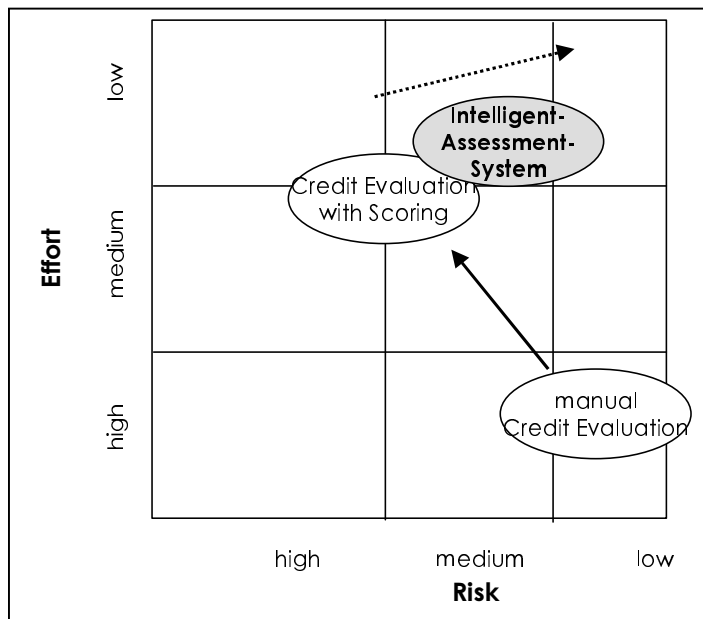 low
Intelligent-
Assessment-
System
Credit Evaluation
with Scoring
medium
Effort
manual
Credit Evaluation
high
high
medium
low
Risk